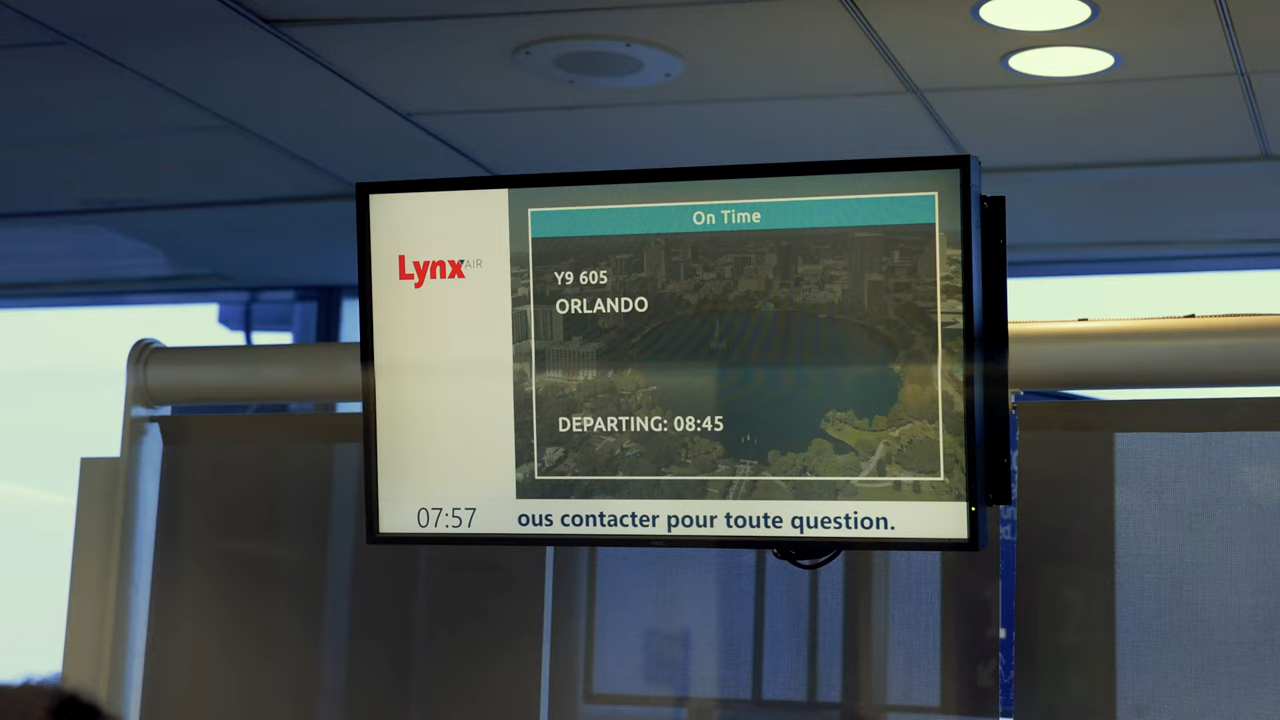 On Time
Lynx AIR
Y9 605
ORLANDO
DEPARTING: 08:45
07:57
ous contacter pour toute question.